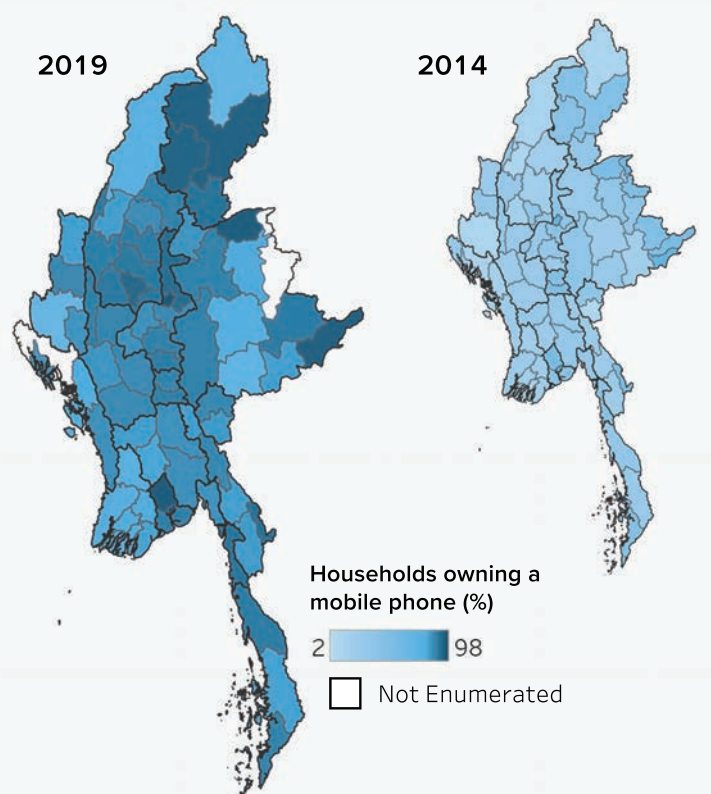 2019
2014
Households owning a
mobile phone (%)
2
98
Not Enumerated